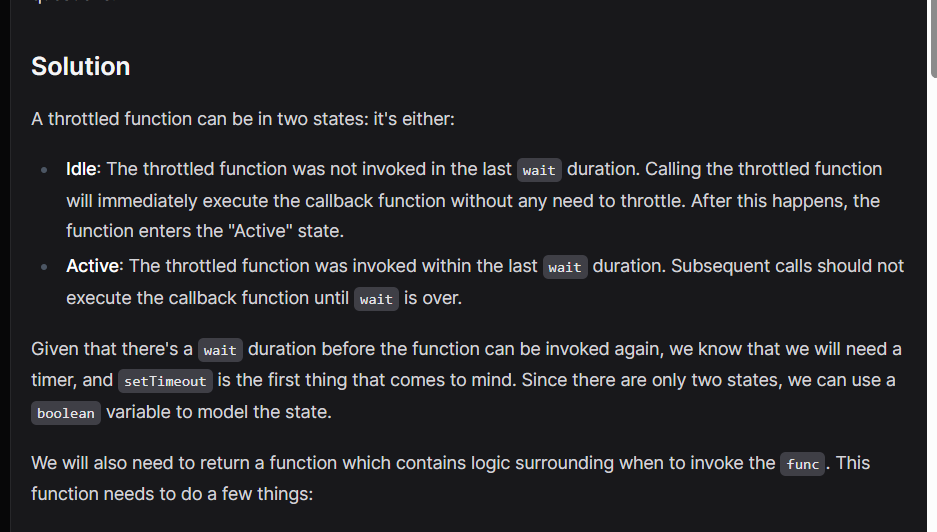 Solution
A throttled function can be in two states: it's either:
Idle: The throttled function was not invoked in the last wait duration. Calling the throttled function
will immediately execute the callback function without any need to throttle. After this happens, the
function enters the "Active" state.
Active: The throttled function was invoked within the last wait duration. Subsequent calls should not
execute the callback function until wait is over.
Given that there's a wait duration before the function can be invoked again, we know that we will need a
timer, and setTimeout is the first thing that comes to mind. Since there are only two states, we can use a
boolean variable to model the state.
We will also need to return a function which contains logic surrounding when to invoke the func. This
function needs to do a few things: